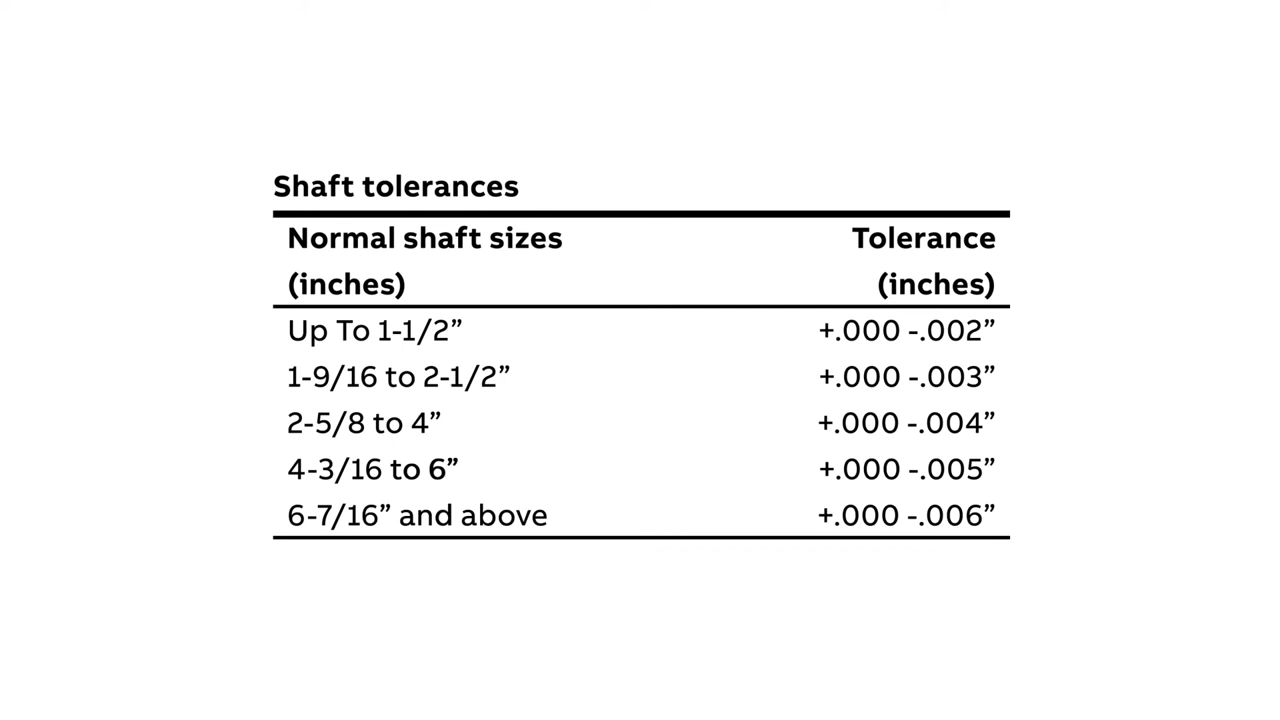 Shaft tolerances
Normal shaft sizes Tolerance
(inches) (inches)
Up To 1-1/2” +.000 -.002”
1-9/16 to 2-1/2” +.000 -.003”
2-5/8 to 4” +.000 -.004”
4-3/16 to 6” +.000 -.005”
6-7/16” and above +.000 -.006”